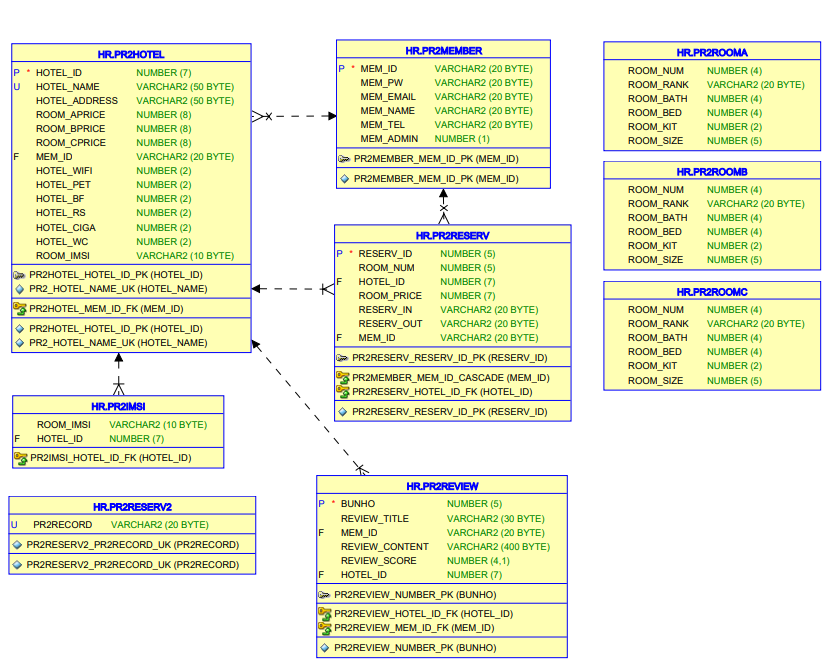 HR.PR2HOTEL
P * HOTEL_ID NUMBER (7)
U HOTEL_NAME VARCHAR2 (50 BYTE)
HOTEL_ADDRESS VARCHAR2 (50 BYTE)
ROOM_APRICE NUMBER (8)
ROOM_BPRICE NUMBER (8)
ROOM_CPRICE NUMBER (8)
F MEM_ID VARCHAR2 (20 BYTE)
HOTEL_WIFI NUMBER (2)
HOTEL_PET NUMBER (2)
HOTEL_BF NUMBER (2)
HOTEL_RS NUMBER (2)
HOTEL_CIGA NUMBER (2)
HOTEL_WC NUMBER (2)
ROOM_IMSI VARCHAR2 (10 BYTE)
PR2HOTEL_HOTEL_ID_PK (HOTEL_ID)
PR2_HOTEL_NAME_UK (HOTEL_NAME)
PR2HOTEL_MEM_ID_FK (MEM_ID)
PR2HOTEL_HOTEL_ID_PK (HOTEL_ID)
PR2_HOTEL_NAME_UK (HOTEL_NAME)
HR.PR2MEMBER
P * MEM_ID VARCHAR2 (20 BYTE)
MEM_PW VARCHAR2 (20 BYTE)
MEM_EMAIL VARCHAR2 (20 BYTE)
MEM_NAME VARCHAR2 (20 BYTE)
MEM_TEL VARCHAR2 (20 BYTE)
MEM_ADMIN NUMBER (1)
PR2MEMBER_MEM_ID_PK (MEM_ID)
PR2MEMBER_MEM_ID_PK (MEM_ID)
HR.PR2ROOMA
ROOM_NUM NUMBER (4)
ROOM_RANK VARCHAR2 (20 BYTE)
ROOM_BATH NUMBER (4)
ROOM_BED NUMBER (4)
ROOM_KIT NUMBER (2)
ROOM_SIZE NUMBER (5)
HR.PR2ROOMB
ROOM_NUM NUMBER (4)
ROOM_RANK VARCHAR2 (20 BYTE)
ROOM_BATH NUMBER (4)
ROOM_BED NUMBER (4)
ROOM_KIT NUMBER (2)
ROOM_SIZE NUMBER (5)
HR.PR2RESERV
P * RESERV_ID NUMBER (5)
ROOM_NUM NUMBER (5)
F HOTEL_ID NUMBER (7)
ROOM_PRICE NUMBER (7)
RESERV_IN VARCHAR2 (20 BYTE)
RESERV_OUT VARCHAR2 (20 BYTE)
F MEM_ID VARCHAR2 (20 BYTE)
PR2RESERV_RESERV_ID_PK (RESERV_ID)
PR2MEMBER_MEM_ID_CASCADE (MEM_ID)
PR2RESERV_HOTEL_ID_FK (HOTEL_ID)
PR2RESERV_RESERV_ID_PK (RESERV_ID)
HR.PR2ROOMC
ROOM_NUM NUMBER (4)
ROOM_RANK VARCHAR2 (20 BYTE)
ROOM_BATH NUMBER (4)
ROOM_BED NUMBER (4)
ROOM_KIT NUMBER (2)
ROOM_SIZE NUMBER (5)
HR.PR2IMSI
ROOM_IMSI VARCHAR2 (10 BYTE)
F HOTEL_ID NUMBER (7)
PR2IMSI_HOTEL_ID_FK (HOTEL_ID)
HR.PR2RESERV2
U PR2RECORD VARCHAR2 (20 BYTE)
PR2RESERV2_PR2RECORD_UK (PR2RECORD)
PR2RESERV2_PR2RECORD_UK (PR2RECORD)
HR.PR2REVIEW
P * BUNHO NUMBER (5)
REVIEW_TITLE VARCHAR2 (30 BYTE)
F MEM_ID VARCHAR2 (20 BYTE)
REVIEW_CONTENT VARCHAR2 (400 BYTE)
REVIEW_SCORE NUMBER (4,1)
F HOTEL_ID NUMBER (7)
PR2REVIEW_NUMBER_PK (BUNHO)
PR2REVIEW_HOTEL_ID_FK (HOTEL_ID)
PR2REVIEW_MEM_ID_FK (MEM_ID)
PR2REVIEW_NUMBER_PK (BUNHO)